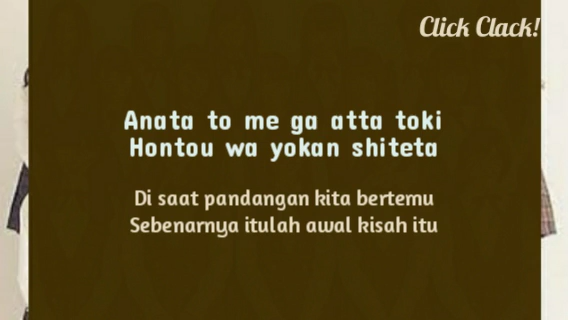 Click Clack!
Anata to me ga atta toki
Hontou wa yokan shiteta
Di saat pandangan kita bertemu
Sebenarnya itulah awal kisah itu